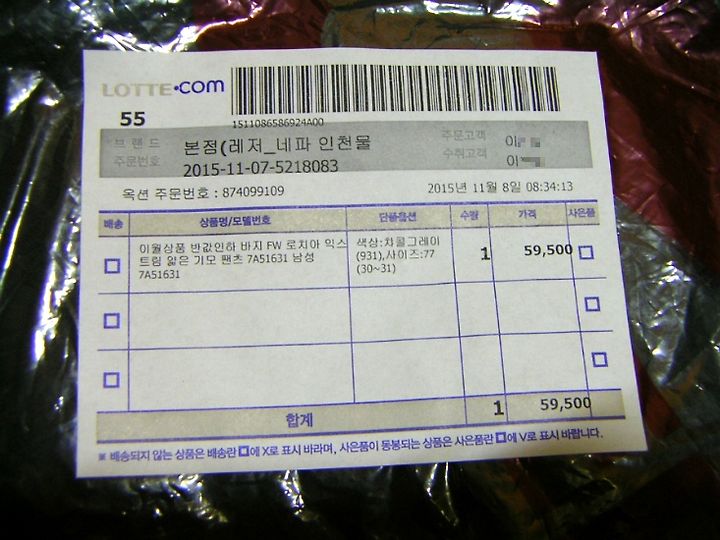 LOTTE.COM
55
1511086586924A00
브랜드 본점(레저_네파 인천물 주문고객 이
주문번호 2015-11-07-5218083 수취고객 이
옥션 주문번호 : 874099109 2015년 11월 8일 08:34:13
배송 상품명/모델번호 단품옵션 수량 가격 사은품
이월상품 반값인하 바지 FW 로치아 익스 색상:챠콜그레이 1 59,500
트림 얇은 기모 팬츠 7A51631 남성 (931),사이즈:77
7A51631 (30~31)
합계 1 59,500
※ 배송되지 않는 상품은 배송란 □에 X로 표시 바라며, 사은품이 동봉되는 상품은 사은품란 □에 V로 표시 바랍니다.